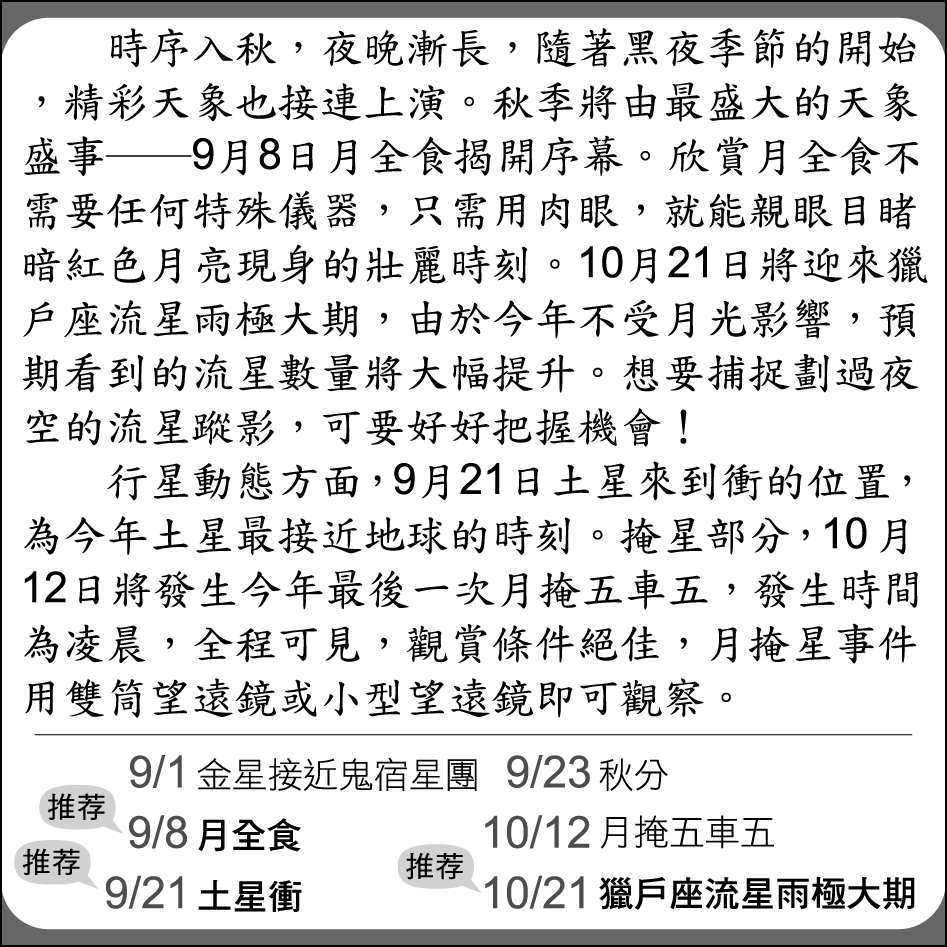 時序入秋，夜晚漸長，隨著黑夜季節的開始
，精彩天象也接連上演。秋季將由最盛大的天象
盛事——9月8日月全食揭開序幕。欣賞月全食不
需要任何特殊儀器，只需用肉眼，就能親眼目睹
暗紅色月亮現身的壯麗時刻。10月21日將迎來獵
戶座流星雨極大期，由於今年不受月光影響，預
期看到的流星數量將大幅提升。想要捕捉劃過夜
空的流星蹤影，可要好好把握機會！
行星動態方面，9月21日土星來到衝的位置，
為今年土星最接近地球的時刻。掩星部分，10月
12日將發生今年最後一次月掩五車五，發生時間
為凌晨，全程可見，觀賞條件絕佳，月掩星事件
用雙筒望遠鏡或小型望遠鏡即可觀察。
9/1 金星接近鬼宿星團
推荐
9/8 月全食
推荐
9/21 土星衝
9/23 秋分
10/12 月掩五車五
推荐
10/21 獵戶座流星雨極大期